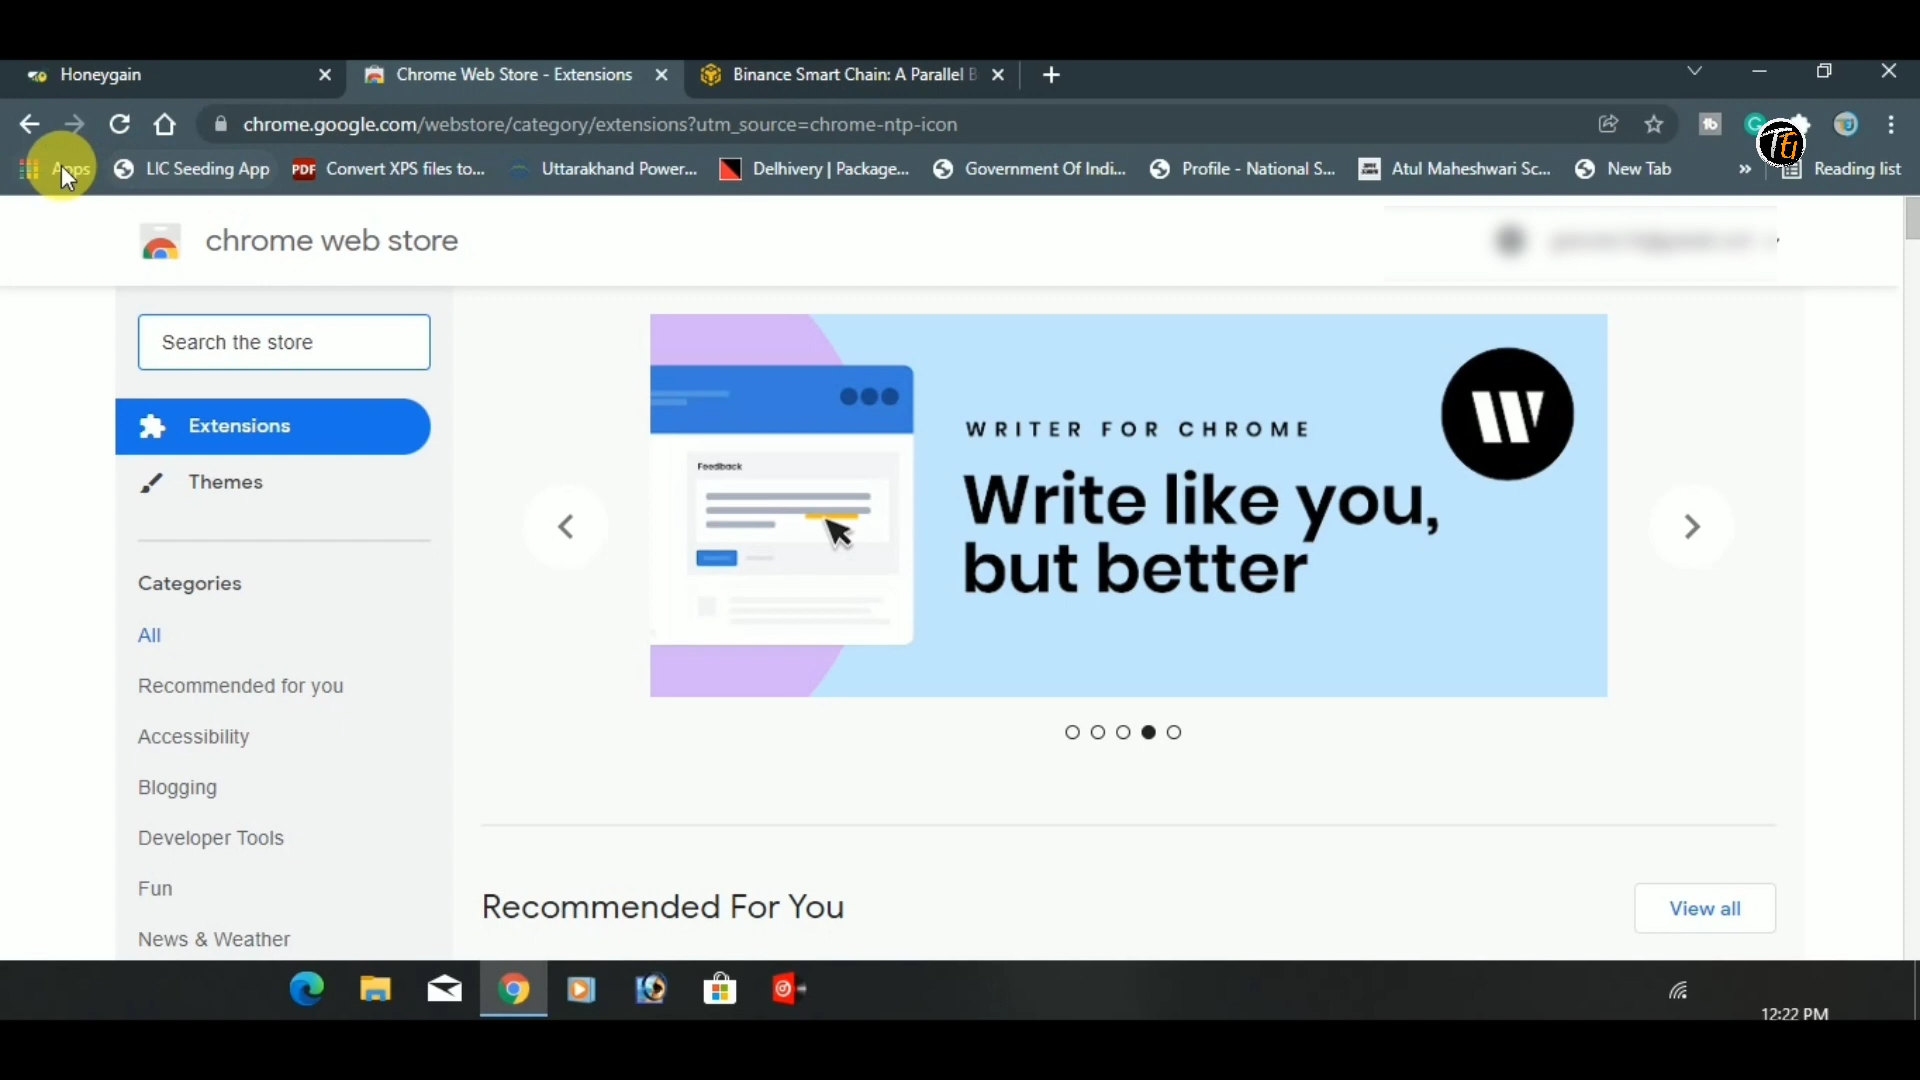 Honeygain
Chrome Web Store - Extensions
Binance Smart Chain: A Parallel B
chrome.google.com/webstore/category/extensions?utm_source=chrome-ntp-icon
Apps
LIC Seeding App
PDF
Convert XPS files to...
Uttarakhand Power...
Delhivery | Package...
Government Of Indi...
Profile - National S...
Atul Maheshwari Sc...
New Tab
»
Reading list
chrome web store
Search the store
Extensions
Themes
Categories
All
Recommended for you
Accessibility
Blogging
Developer Tools
Fun
News & Weather
Feedback
WRITER FOR CHROME
Write like you,
but better
W
Recommended For You
View all
12:22 PM